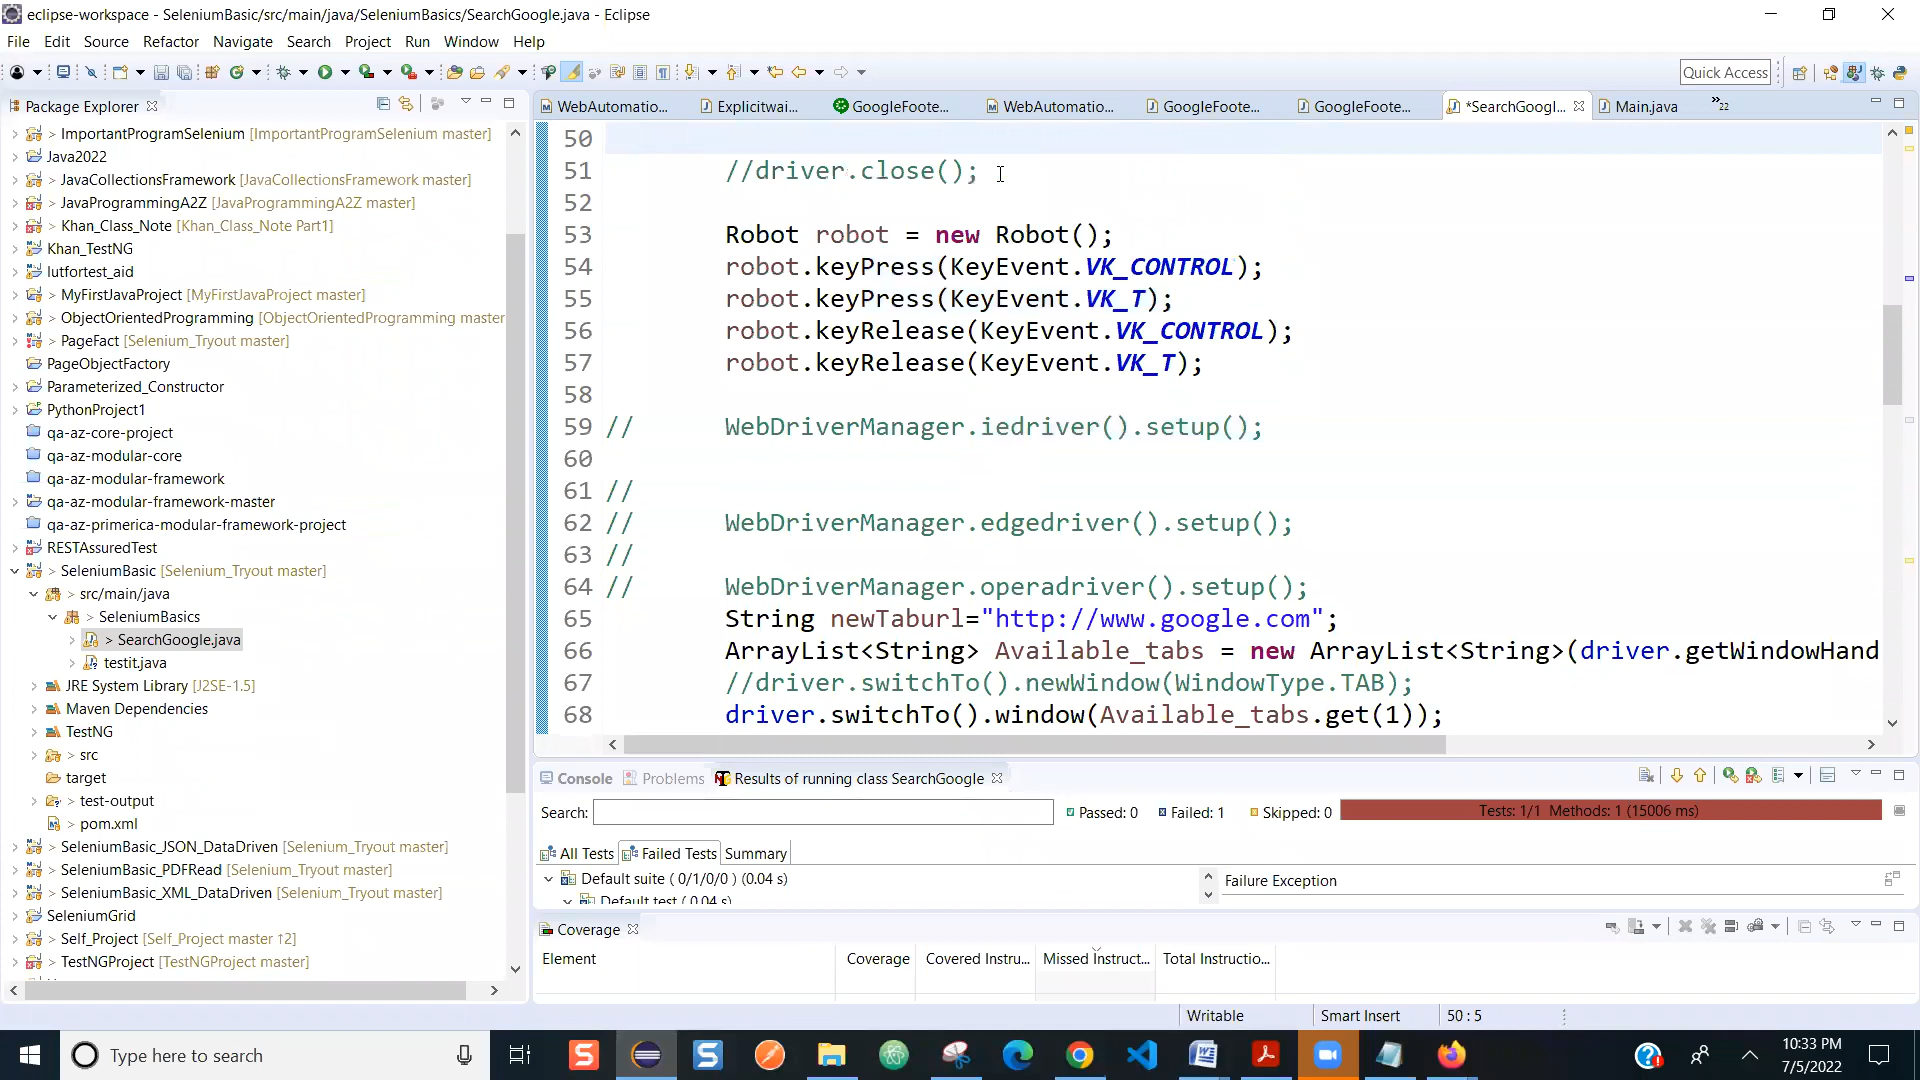 eclipse-workspace - SeleniumBasic/src/main/java/SeleniumBasics/SearchGoogle.java - Eclipse
File Edit Source Refactor Navigate Search Project Run Window Help
Quick Access
Package Explorer
WebAutomatio... Explicitwai... GoogleFoote... WebAutomatio... GoogleFoote... GoogleFoote... *SearchGoogl... Main.java »22
> ImportantProgramSelenium [ImportantProgramSelenium master]
Java2022
> JavaCollectionsFramework [JavaCollectionsFramework master]
> JavaProgrammingA2Z [JavaProgrammingA2Z master]
> Khan_Class_Note [Khan_Class_Note Part1]
Khan_TestNG
lutfortest_aid
> MyFirstJavaProject [MyFirstJavaProject master]
> ObjectOrientedProgramming [ObjectOrientedProgramming master
> PageFact [Selenium_Tryout master]
PageObjectFactory
Parameterized_Constructor
PythonProject1
qa-az-core-project
qa-az-modular-core
qa-az-modular-framework
qa-az-modular-framework-master
qa-az-primerica-modular-framework-project
RESTAssuredTest
> SeleniumBasic [Selenium_Tryout master]
> src/main/java
> SeleniumBasics
> SearchGoogle.java
testit.java
JRE System Library [J2SE-1.5]
Maven Dependencies
TestNG
> src
target
> test-output
> pom.xml
> SeleniumBasic_JSON_DataDriven [Selenium_Tryout master]
> SeleniumBasic_PDFRead [Selenium_Tryout master]
> SeleniumBasic_XML_DataDriven [Selenium_Tryout master]
SeleniumGrid
> Self_Project [Self_Project master ↑2]
> TestNGProject [TestNGProject master]
50
51 //driver.close();
52
53 Robot robot = new Robot();
54 robot.keyPress(KeyEvent.VK_CONTROL);
55 robot.keyPress(KeyEvent.VK_T);
56 robot.keyRelease(KeyEvent.VK_CONTROL);
57 robot.keyRelease(KeyEvent.VK_T);
58
59 // WebDriverManager.iedriver().setup();
60
61 //
62 // WebDriverManager.edgedriver().setup();
63 //
64 // WebDriverManager.operadriver().setup();
65 String newTaburl="http://www.google.com";
66 ArrayList<String> Available_tabs = new ArrayList<String>(driver.getWindowHand
67 //driver.switchTo().newWindow(WindowType.TAB);
68 driver.switchTo().window(Available_tabs.get(1));
Console Problems Results of running class SearchGoogle
Search: Passed: 0 Failed: 1 Skipped: 0 Tests: 1/1 Methods: 1 (15006 ms)
All Tests Failed Tests Summary
Default suite ( 0/1/0/0 ) (0.04 s)
Default test ( 0.04 s)
Failure Exception
Coverage
Element Coverage Covered Instru... Missed Instruct... Total Instructio...
Writable Smart Insert 50 : 5
Type here to search
10:33 PM
7/5/2022